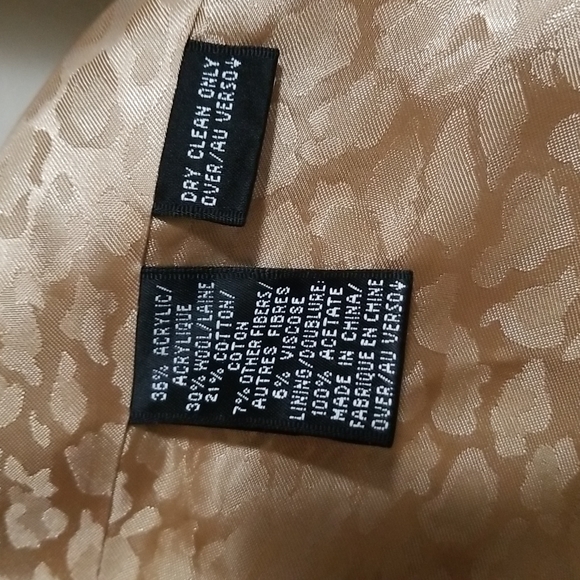 DRY CLEAN ONLY
OVER/AU VERSO↓
36% ACRYLIC/
ACRYLIQUE
30% WOOL/LAINE
21% COTTON/
COTON
7% OTHER FIBERS/
AUTRES FIBRES
6% VISCOSE
LINING/DOUBLURE:
100% ACETATE
MADE IN CHINA/
FABRIQUE EN CHINE
OVER/AU VERSO↓